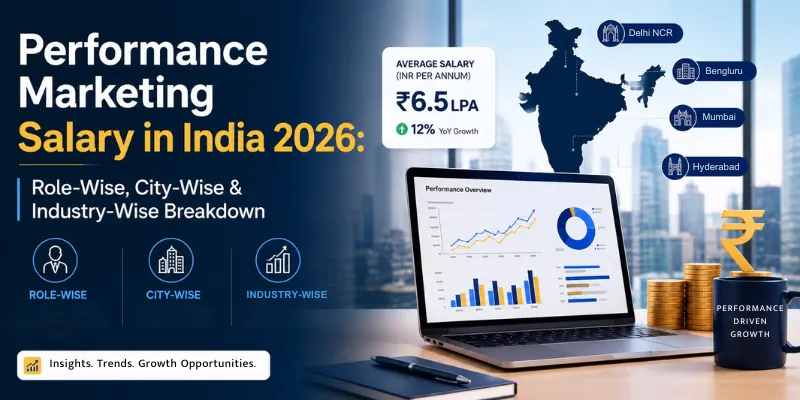 Performance
Marketing
Salary in India 2026:
Role-Wise, City-Wise &
Industry-Wise Breakdown
ROLE-WISE
CITY-WISE
INDUSTRY-WISE
Insights. Trends. Growth Opportunities.
AVERAGE SALARY
(INR PER ANNUM)
₹6.5 LPA
12% YoY Growth
Delhi NCR
Bengluru
Mumbai
Hyderabad
Performance Overview
₹
PERFORMANCE
DRIVEN
GROWTH